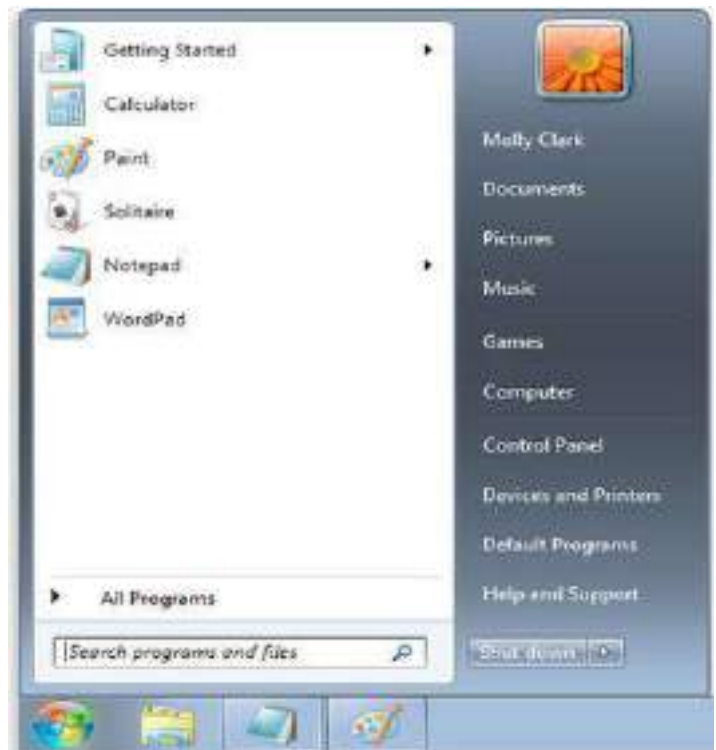 Getting Started
Calculator
Paint
Solitaire
Notepad
WordPad
All Programs
Search programs and files
Molly Clark
Documents
Pictures
Music
Games
Computer
Control Panel
Devices and Printers
Default Programs
Help and Support
Shut down